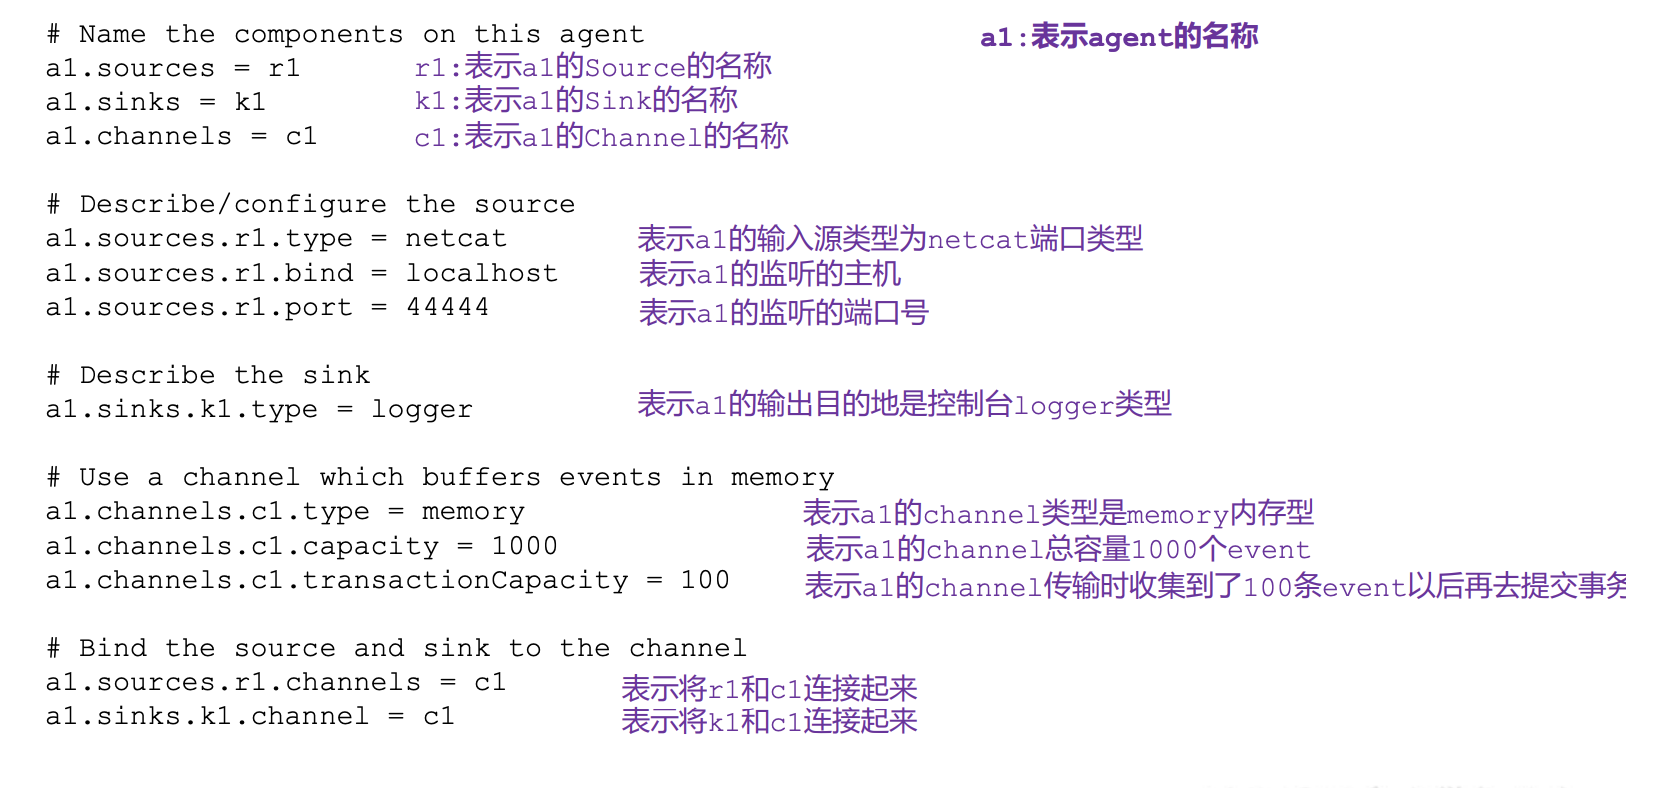 # Name the components on this agent a1:表示agent的名称
a1.sources = r1 r1:表示a1的Source的名称
a1.sinks = k1 k1:表示a1的Sink的名称
a1.channels = c1 c1:表示a1的Channel的名称
# Describe/configure the source
a1.sources.r1.type = netcat 表示a1的输入源类型为netcat端口类型
a1.sources.r1.bind = localhost 表示a1的监听的主机
a1.sources.r1.port = 44444 表示a1的监听的端口号
# Describe the sink
a1.sinks.k1.type = logger 表示a1的输出目的地是控制台logger类型
# Use a channel which buffers events in memory
a1.channels.c1.type = memory 表示a1的channel类型是memory内存型
a1.channels.c1.capacity = 1000 表示a1的channel总容量1000个event
a1.channels.c1.transactionCapacity = 100 表示a1的channel传输时收集到了100条event以后再去提交事务
# Bind the source and sink to the channel
a1.sources.r1.channels = c1 表示将r1和c1连接起来
a1.sinks.k1.channel = c1 表示将k1和c1连接起来